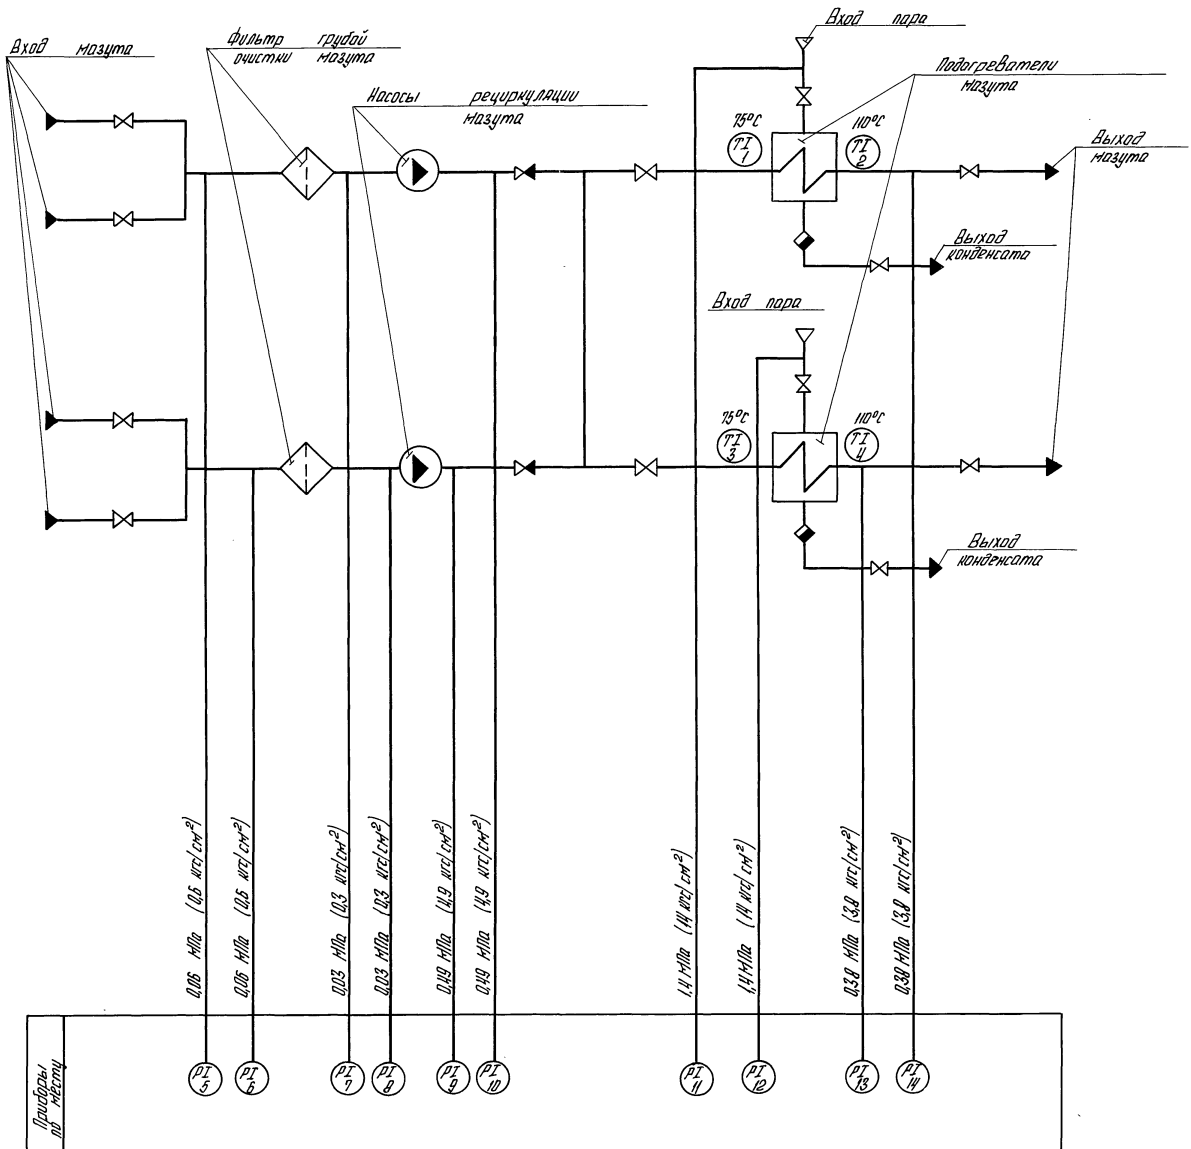 Вход пара
Вход мазута
Фильтр грубой
очистки мазута
Насосы рециркуляции
мазута
Подогреватели
мазута
75°С
TI
1
110°С
TI
2
Выход
мазута
Выход
конденсата
Вход пара
75°С
TI
3
110°С
TI
4
Выход
конденсата
0,06 МПа (0,6 кгс/см²)
0,06 МПа (0,6 кгс/см²)
0,03 МПа (0,3 кгс/см²)
0,03 МПа (0,3 кгс/см²)
0,49 МПа (4,9 кгс/см²)
0,49 МПа (4,9 кгс/см²)
1,4 МПа (14 кгс/см²)
1,4 МПа (14 кгс/см²)
0,38 МПа (3,8 кгс/см²)
0,38 МПа (3,8 кгс/см²)
Приборы
по месту
PI
5
PI
6
PI
7
PI
8
PI
9
PI
10
PI
11
PI
12
PI
13
PI
14